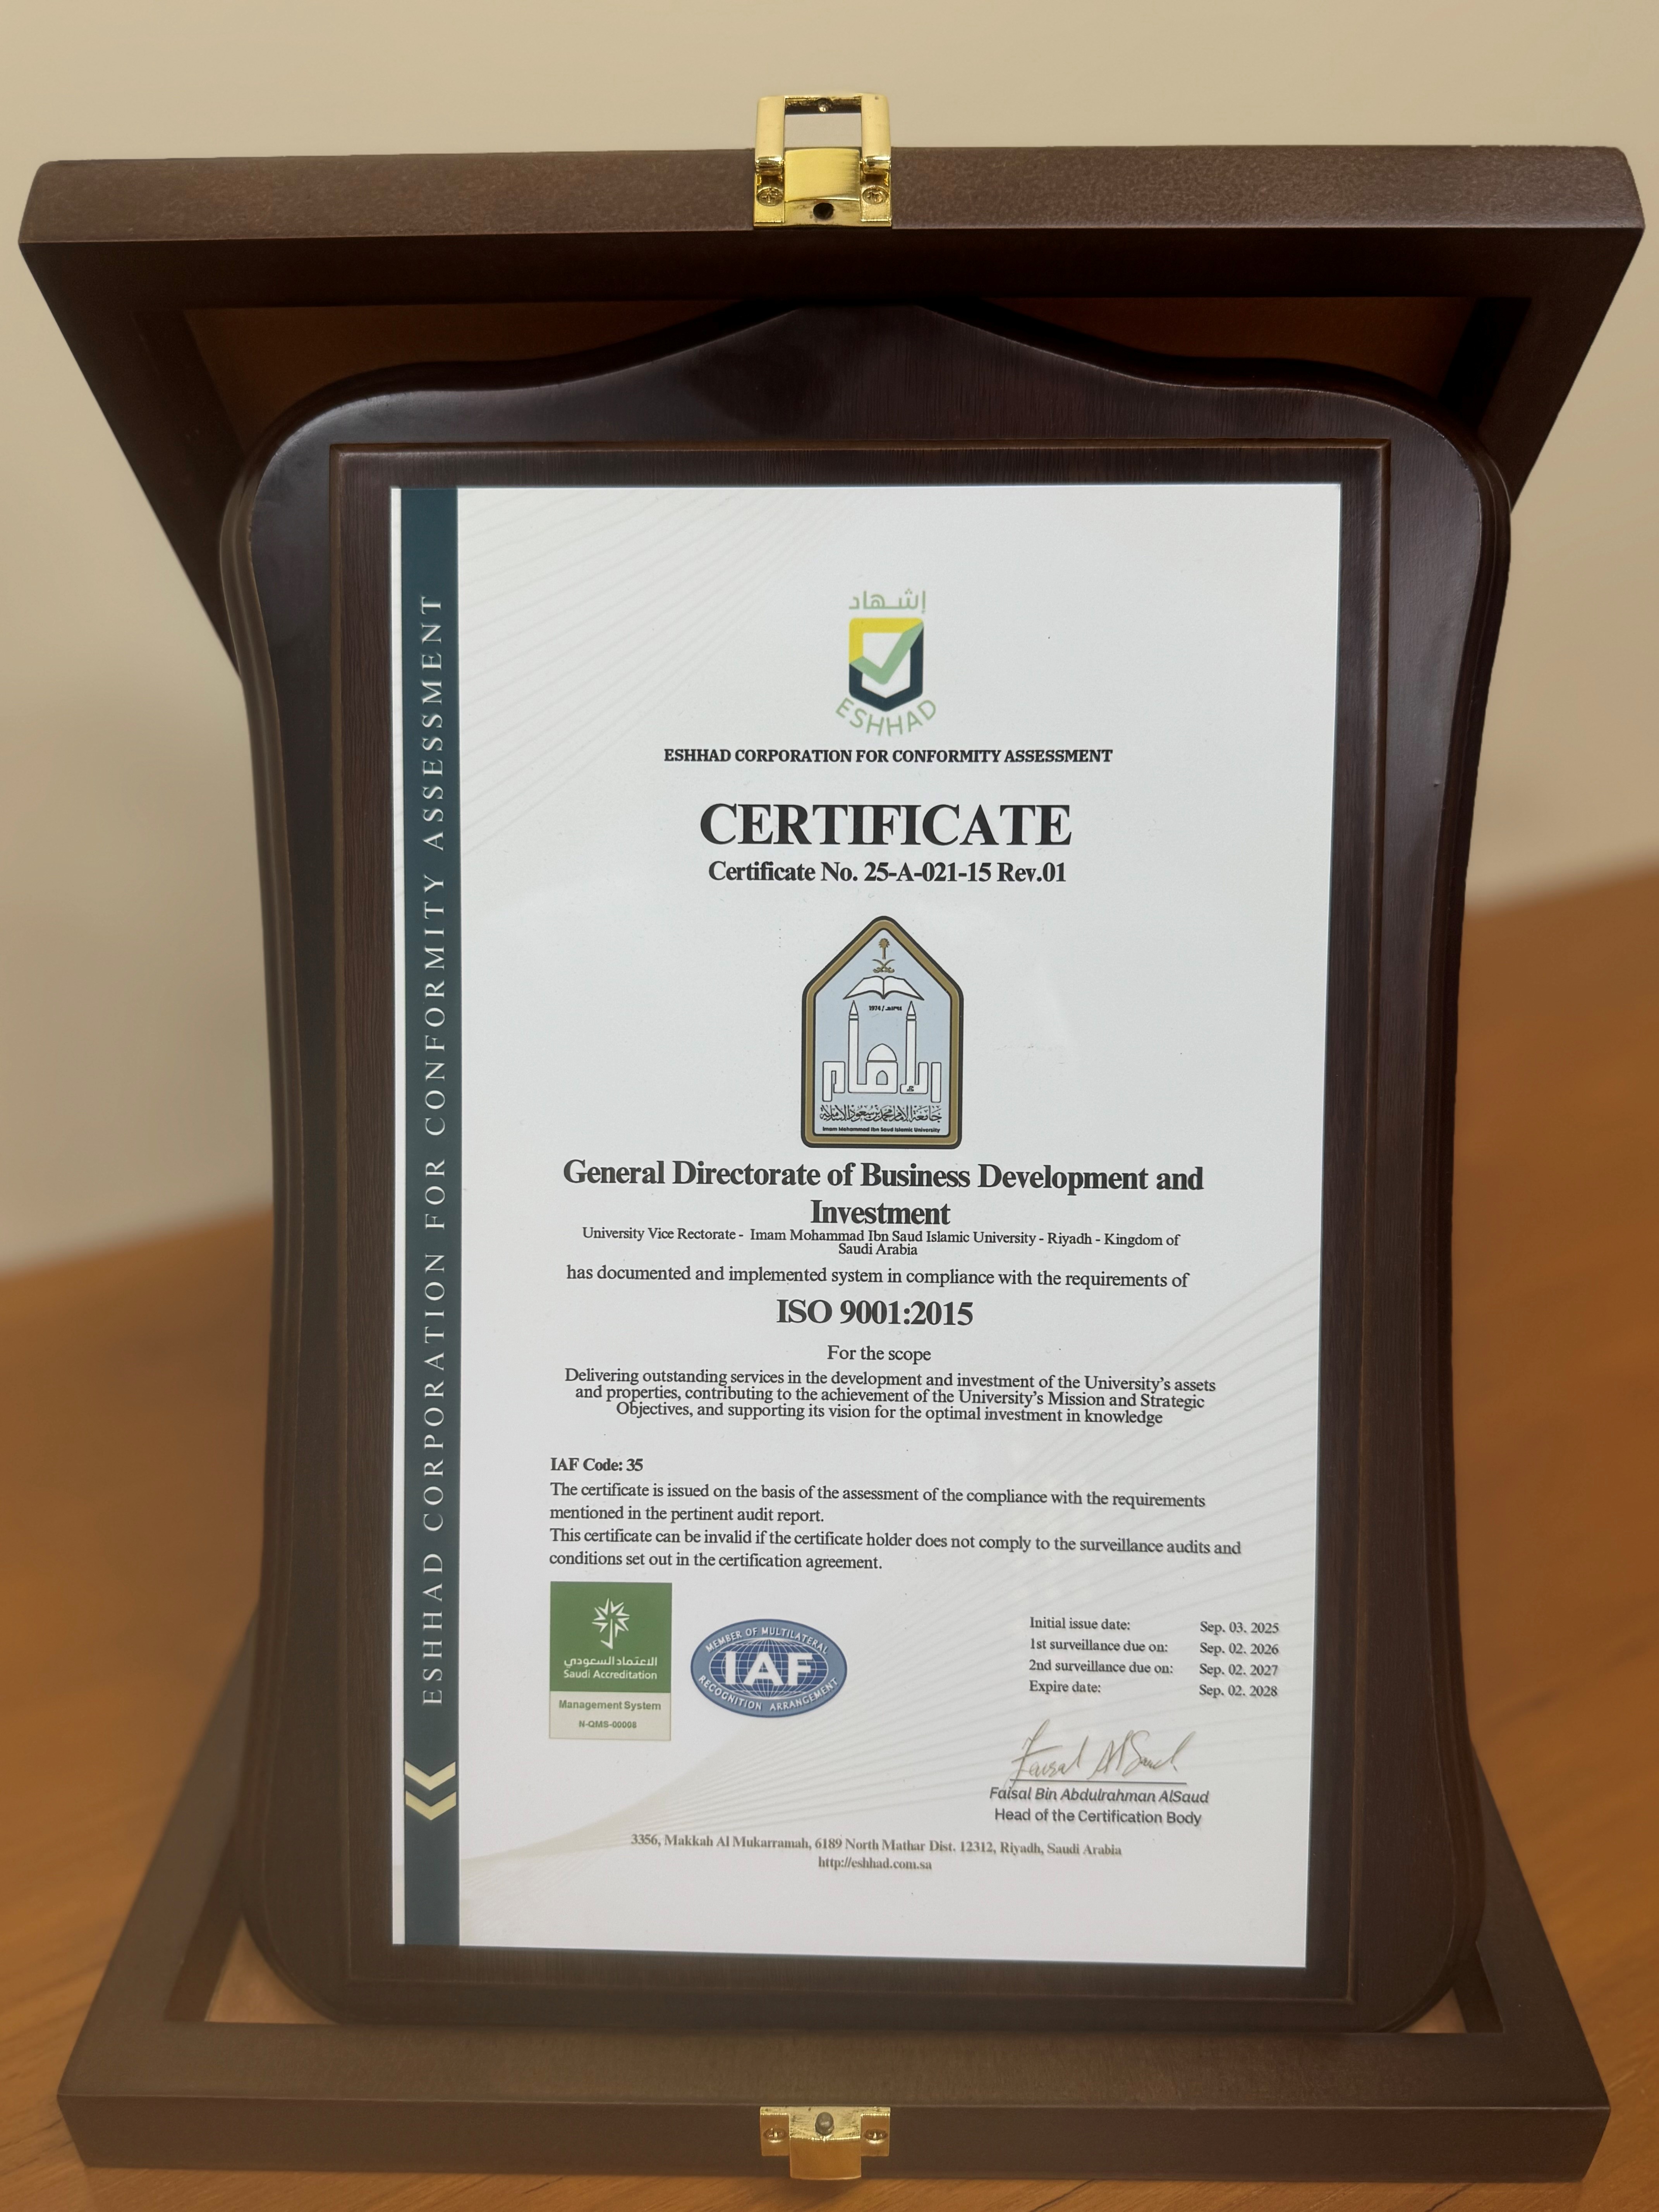 إشهاد
ESHHAD
ESHHAD CORPORATION FOR CONFORMITY ASSESSMENT
CERTIFICATE
Certificate No. 25-A-021-15 Rev.01
1974 / ١٣٩٤هـ
الإمام
جامعة الإمام محمد بن سعود الإسلامية
Imam Mohammad Ibn Saud Islamic University
General Directorate of Business Development and
Investment
University Vice Rectorate - Imam Mohammad Ibn Saud Islamic University - Riyadh - Kingdom of
Saudi Arabia
has documented and implemented system in compliance with the requirements of
ISO 9001:2015
For the scope
Delivering outstanding services in the development and investment of the University's assets
and properties, contributing to the achievement of the University's Mission and Strategic
Objectives, and supporting its vision for the optimal investment in knowledge
IAF Code: 35
The certificate is issued on the basis of the assessment of the compliance with the requirements
mentioned in the pertinent audit report.
This certificate can be invalid if the certificate holder does not comply to the surveillance audits and
conditions set out in the certification agreement.
الاعتماد السعودي
Saudi Accreditation
Management System
N-QMS-00008
MEMBER OF MULTILATERAL
IAF
RECOGNITION ARRANGEMENT
Initial issue date: Sep. 03. 2025
1st surveillance due on: Sep. 02. 2026
2nd surveillance due on: Sep. 02. 2027
Expire date: Sep. 02. 2028
Faisal AlSaud
Faisal Bin Abdulrahman AlSaud
Head of the Certification Body
3356, Makkah Al Mukarramah, 6189 North Mathar Dist. 12312, Riyadh, Saudi Arabia
http://eshhad.com.sa
ESHHAD CORPORATION FOR CONFORMITY ASSESSMENT